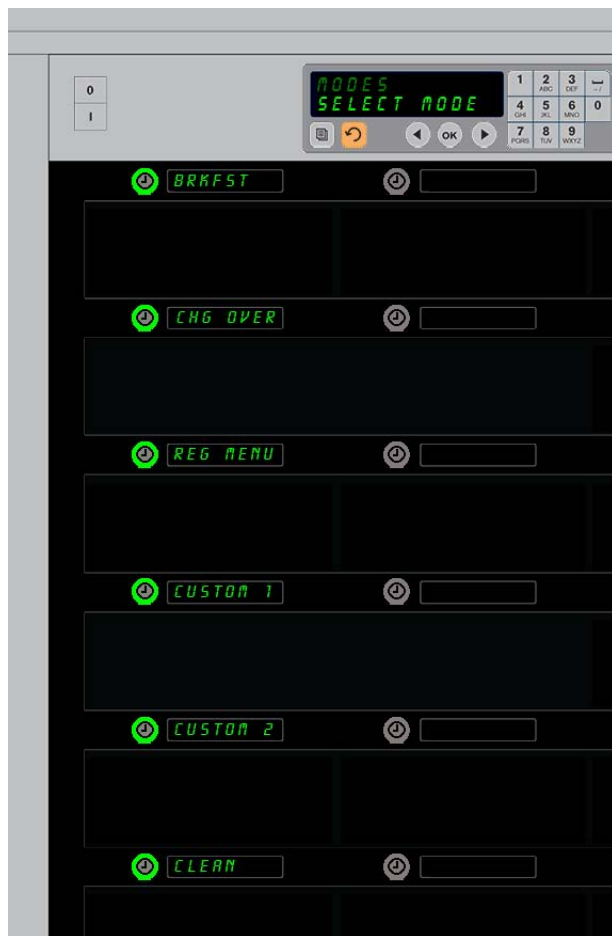 0
I
MODES
SELECT MODE
OK
1 2 ABC 3 DEF -/
4 GHI 5 JKL 6 MNO 0
7 PQRS 8 TUV 9 WXYZ
BRKFST
CHG OVER
REG MENU
CUSTOM 1
CUSTOM 2
CLEAN